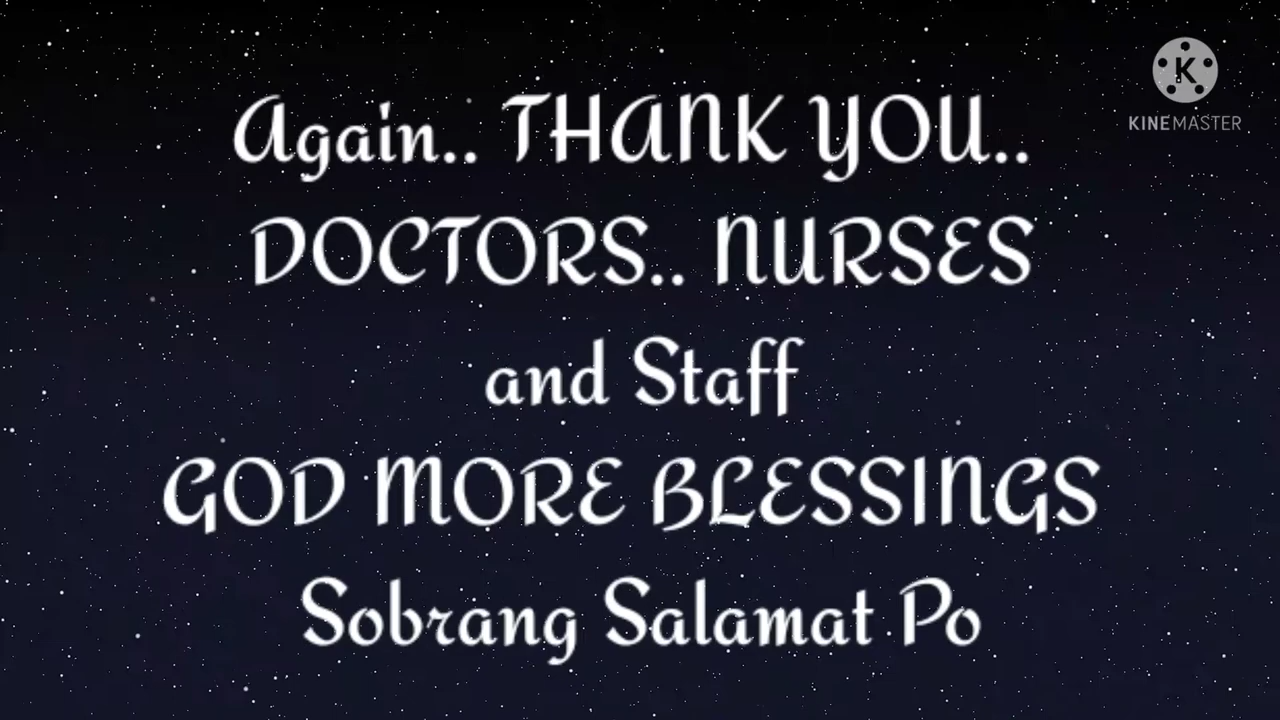 Again.. THANK YOU..
DOCTORS.. NURSES
and Staff
GOD MORE BLESSINGS
Sobrang Salamat Po
K
KINEMASTER